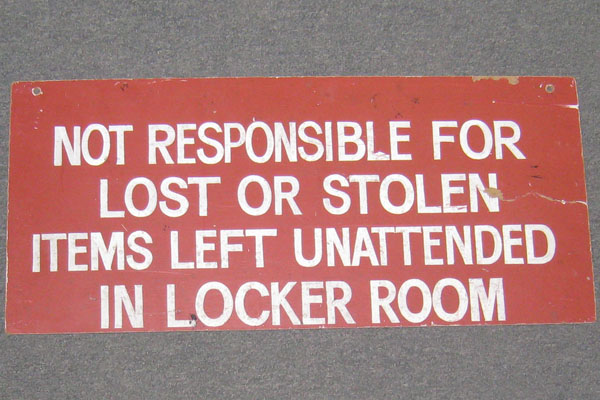 NOT RESPONSIBLE FOR
LOST OR STOLEN
ITEMS LEFT UNATTENDED
IN LOCKER ROOM